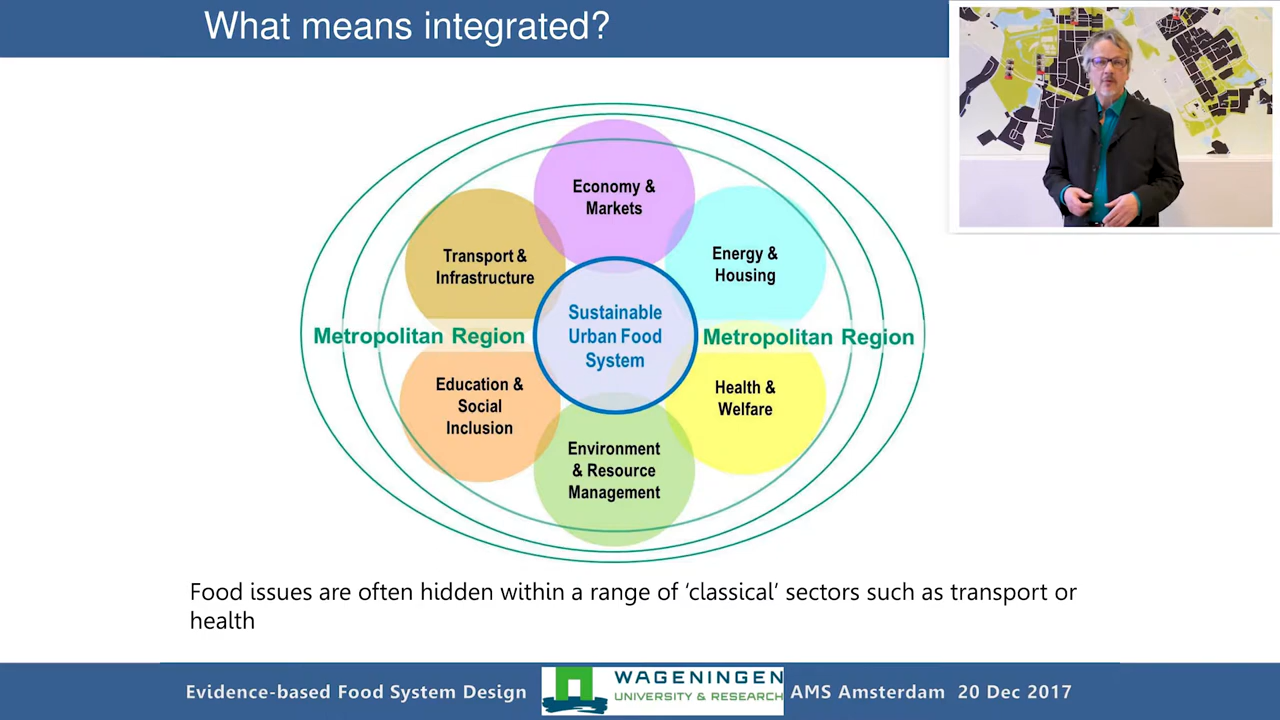 What means integrated?
Economy &
Markets
Transport &
Infrastructure
Energy &
Housing
Sustainable
Urban Food
System
Metropolitan Region
Metropolitan Region
Education &
Social
Inclusion
Health &
Welfare
Environment
& Resource
Management
Food issues are often hidden within a range of ‘classical’ sectors such as transport or
health
Evidence-based Food System Design
WAGENINGEN
UNIVERSITY & RESEARCH
AMS Amsterdam 20 Dec 2017